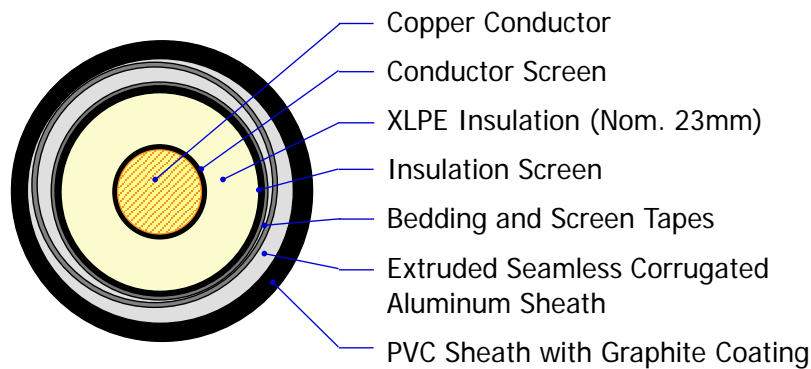 Copper Conductor
Conductor Screen
XLPE Insulation (Nom. 23mm)
Insulation Screen
Bedding and Screen Tapes
Extruded Seamless Corrugated
Aluminum Sheath
PVC Sheath with Graphite Coating